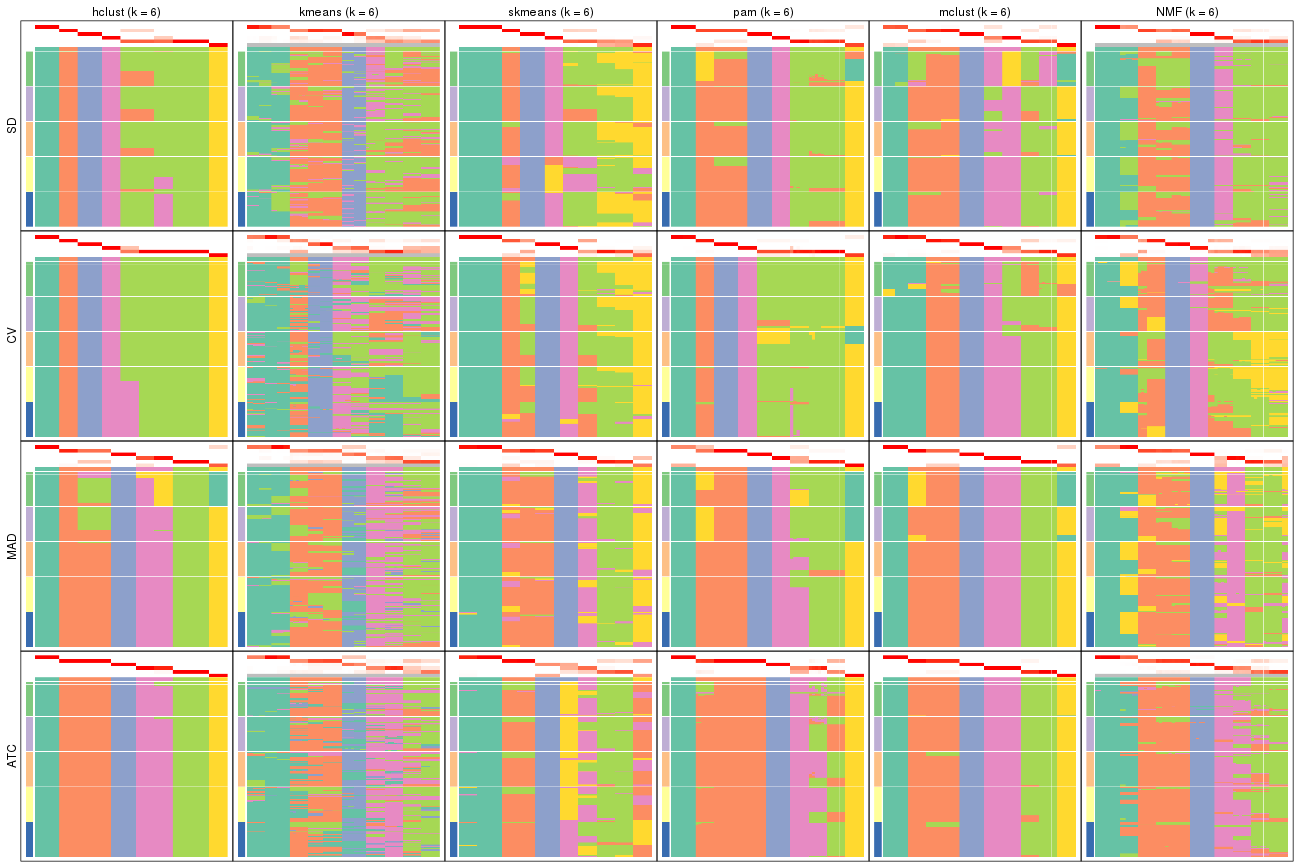 hclust (k = 6)
kmeans (k = 6)
skmeans (k = 6)
pam (k = 6)
mclust (k = 6)
NMF (k = 6)
SD
CV
MAD
ATC